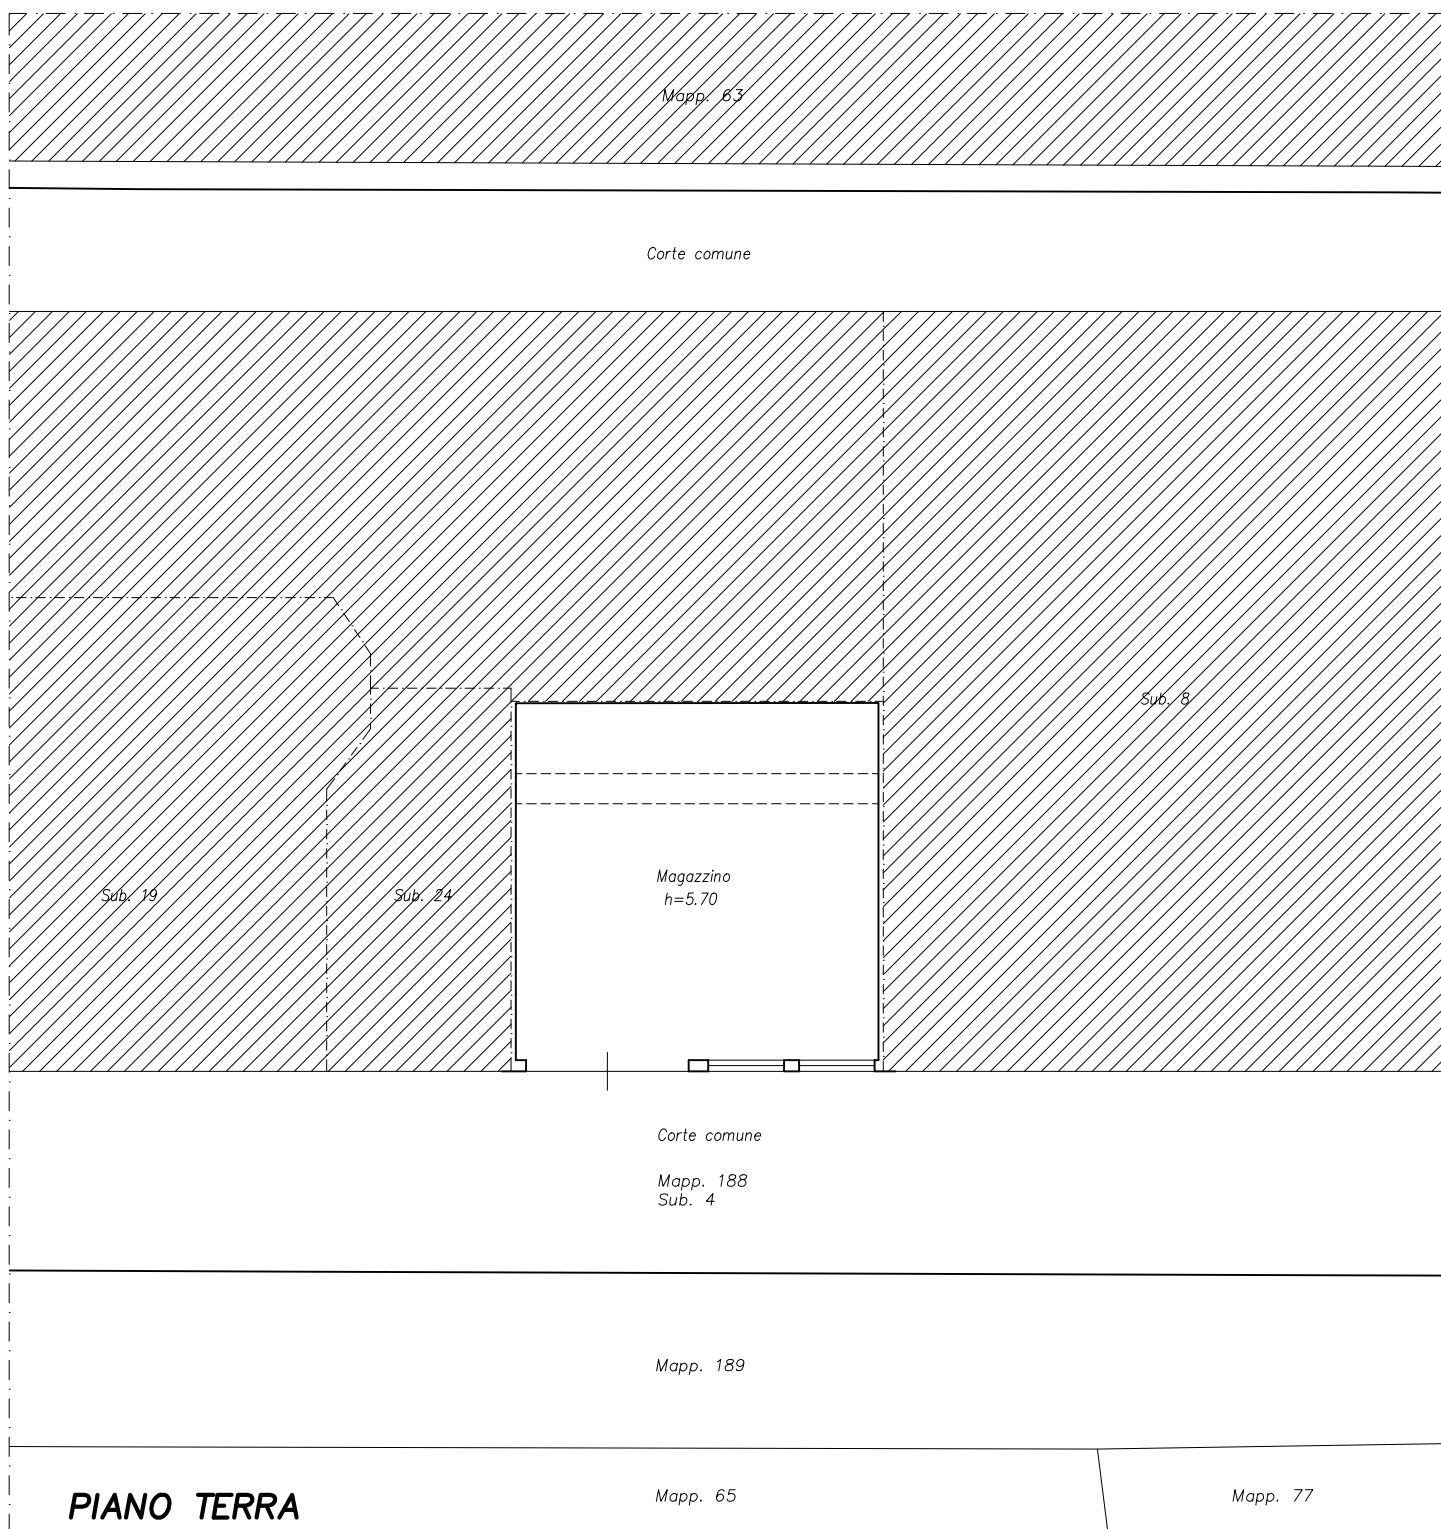 Mapp. 63
Corte comune
Sub. 8
Magazzino
h=5.70
Sub. 19
Sub. 24
Corte comune
Mapp. 188
Sub. 4
Mapp. 189
PIANO TERRA
Mapp. 65
Mapp. 77